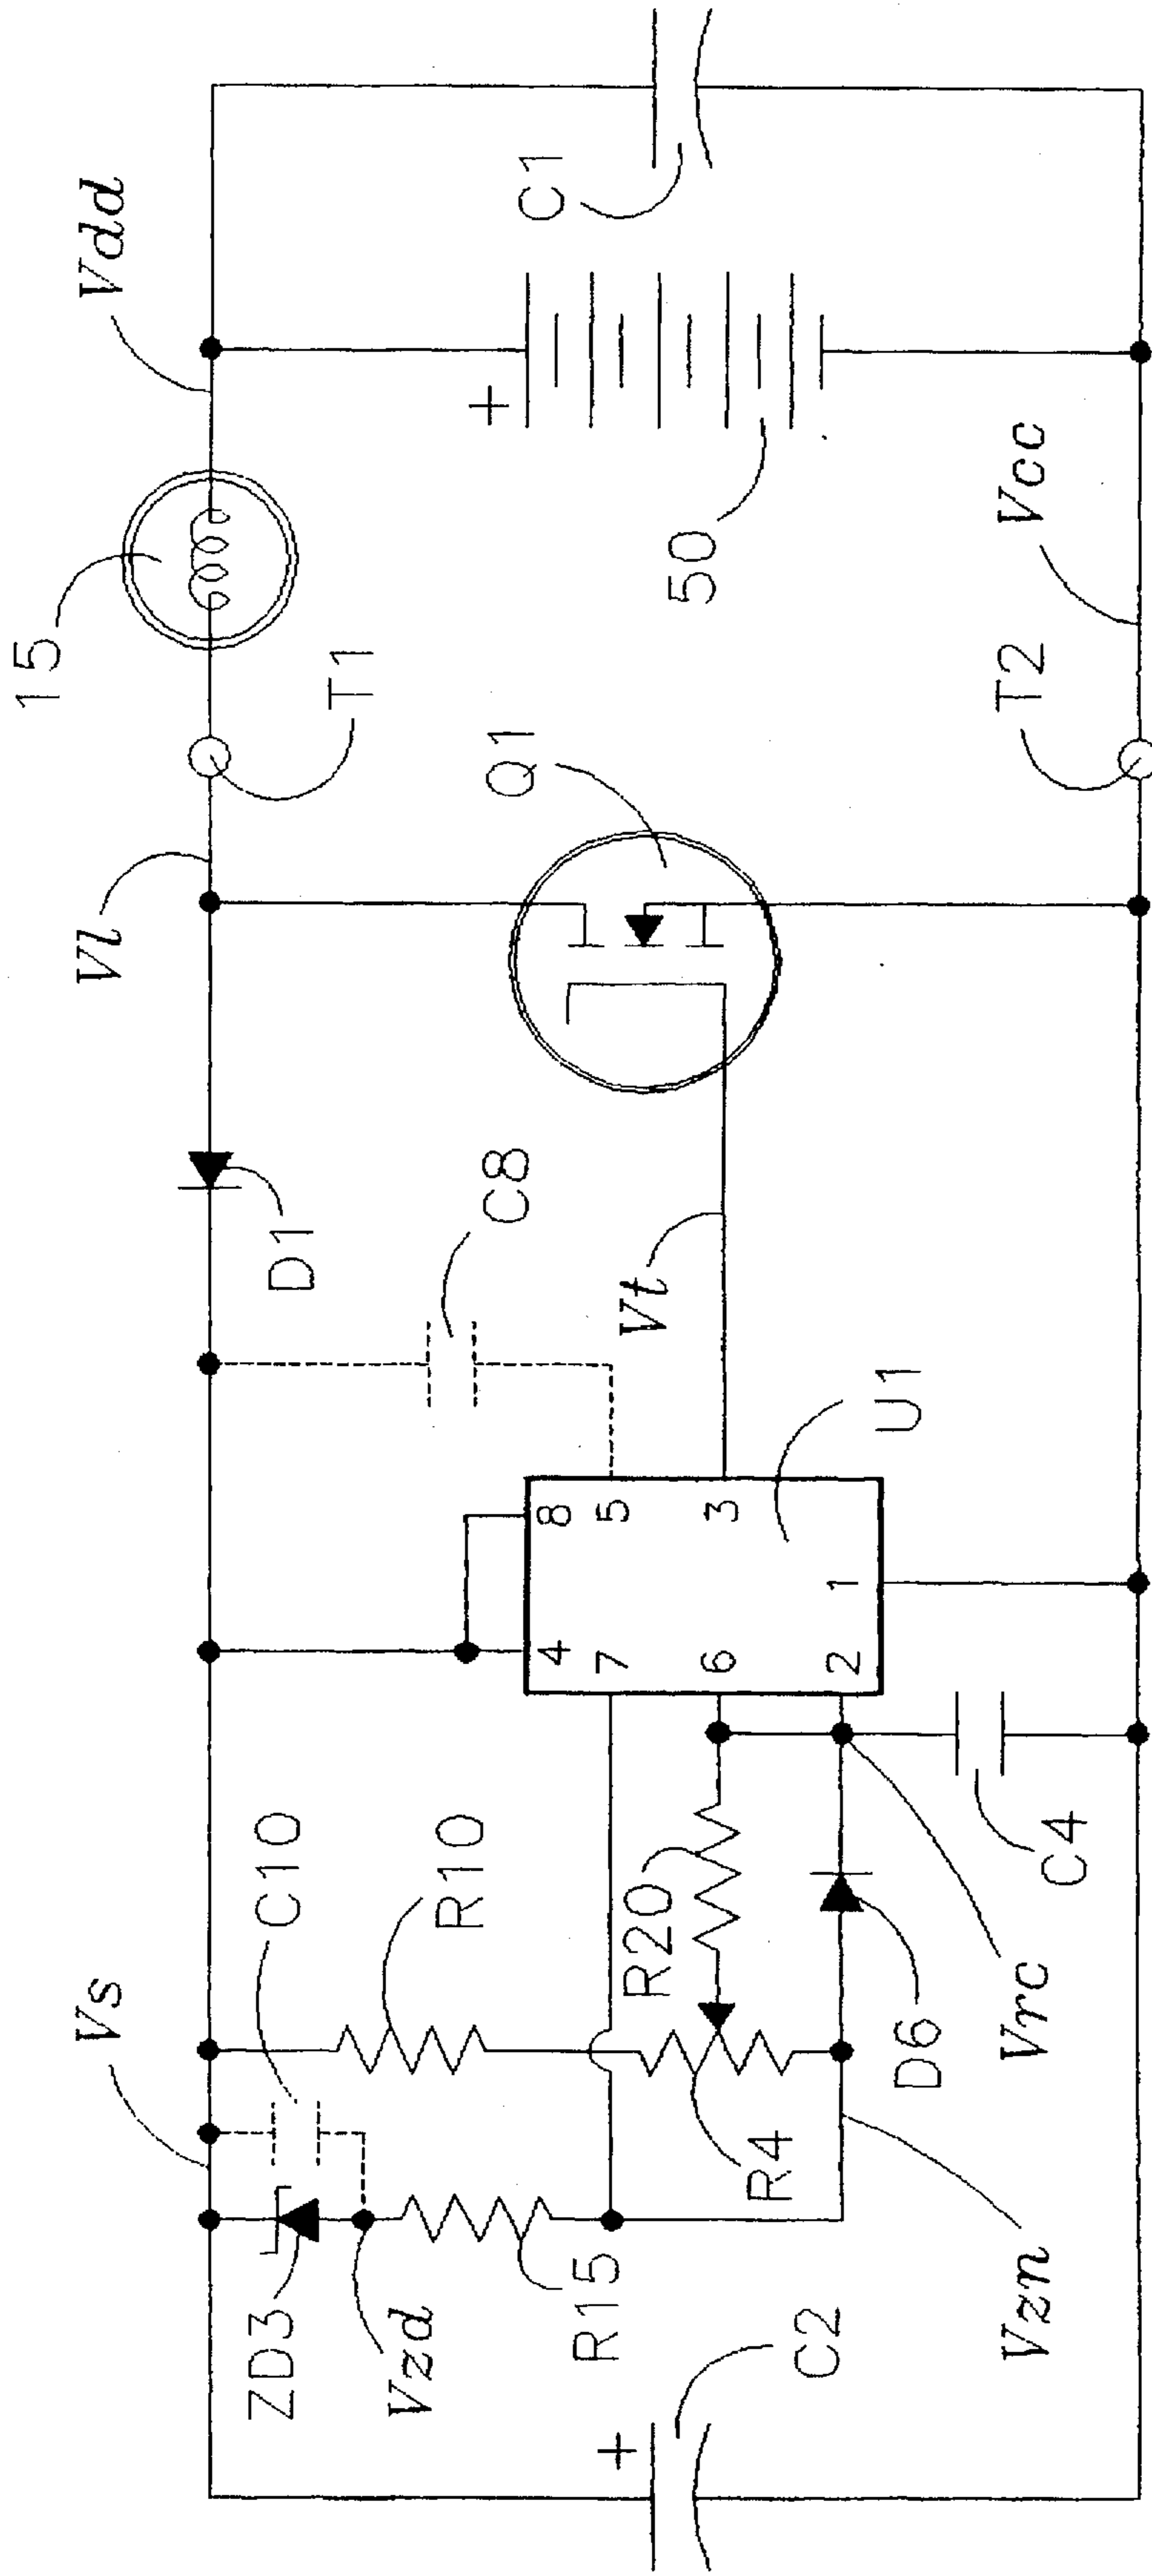 15
Vdd
Vl
T1
D1
C8
Q1
+
C1
50
Vcc
T2
Vs
C10
R10
ZD3
Vzd
R15
R20
R4
D6
Vt
U1
4
8
7
5
6
3
2
1
C4
Vrc
Vzn
+
C2